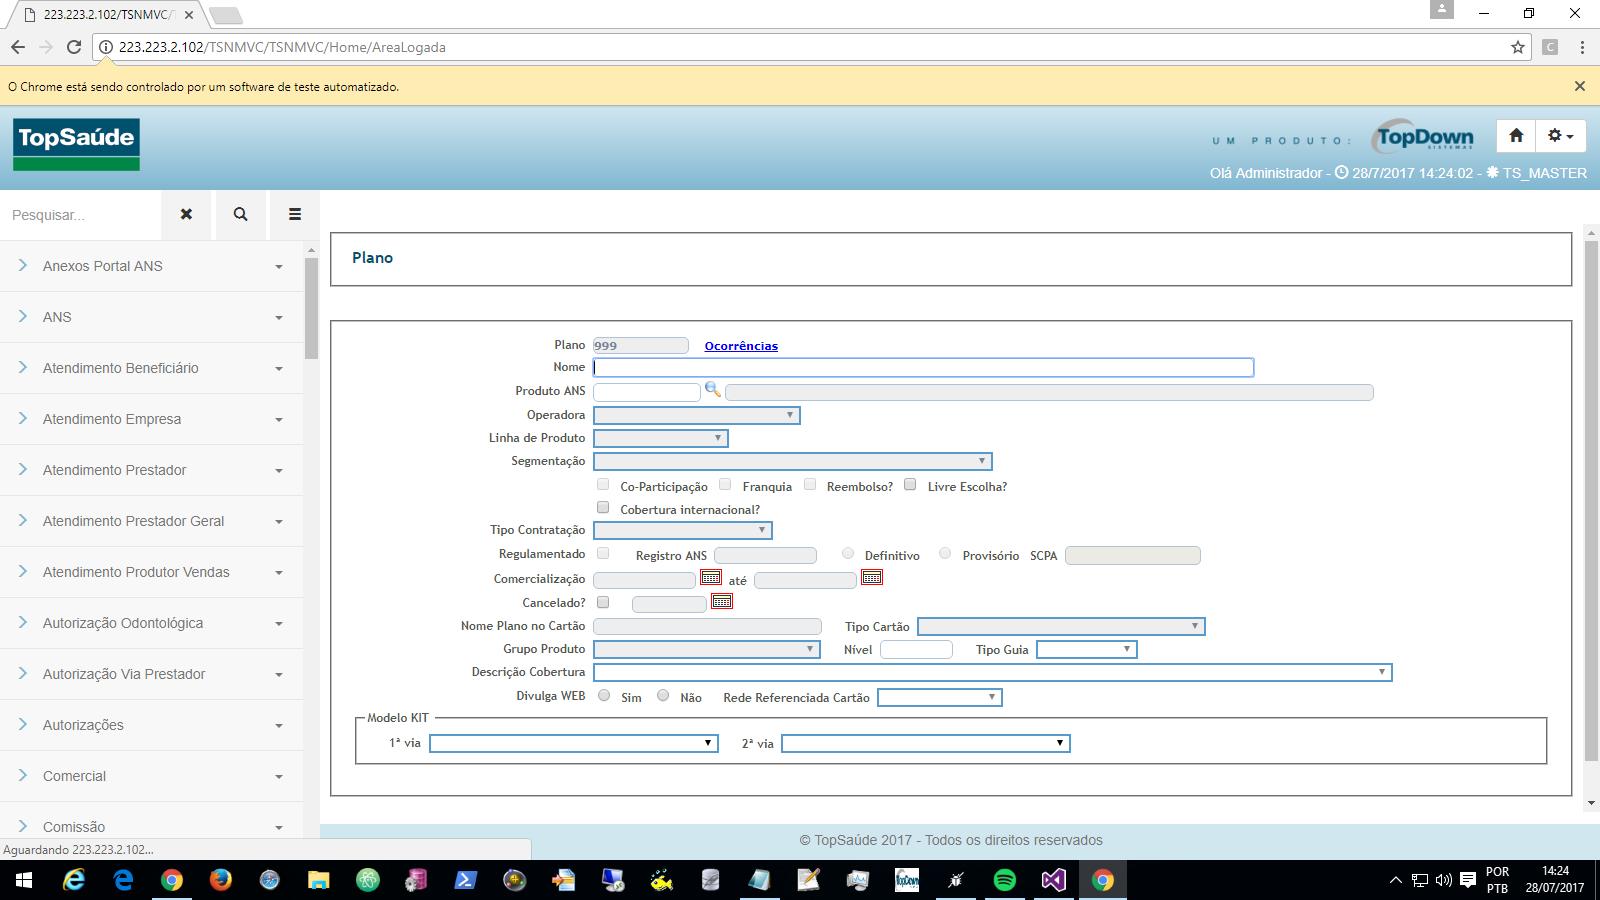 223.223.2.102/TSNMVC/T
223.223.2.102/TSNMVC/TSNMVC/Home/AreaLogada
C
O Chrome está sendo controlado por um software de teste automatizado.
TopSaúde
UM PRODUTO:
TopDown
SISTEMAS
Olá Administrador - 28/7/2017 14:24:02 - TS_MASTER
Pesquisar...
Anexos Portal ANS
ANS
Atendimento Beneficiário
Atendimento Empresa
Atendimento Prestador
Atendimento Prestador Geral
Atendimento Produtor Vendas
Autorização Odontológica
Autorização Via Prestador
Autorizações
Comercial
Comissão
Aguardando 223.223.2.102...
Plano
Plano 999 Ocorrências
Nome
Produto ANS
Operadora
Linha de Produto
Segmentação
Co-Participação Franquia Reembolso? Livre Escolha?
Cobertura internacional?
Tipo Contratação
Regulamentado Registro ANS Definitivo Provisório SCPA
Comercialização até
Cancelado?
Nome Plano no Cartão Tipo Cartão
Grupo Produto Nível Tipo Guia
Descrição Cobertura
Divulga WEB Sim Não Rede Referenciada Cartão
Modelo KIT
1ª via 2ª via
© TopSaúde 2017 - Todos os direitos reservados
TopDown
POR
PTB
14:24
28/07/2017